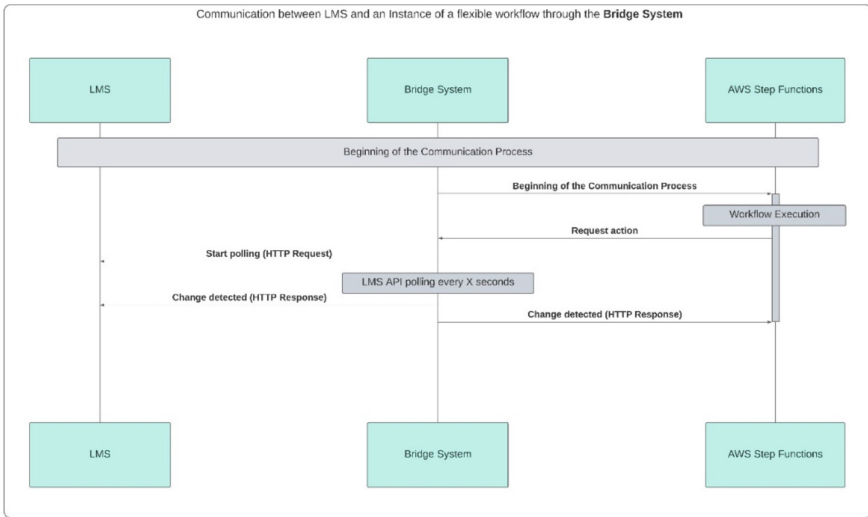 Communication between LMS and an Instance of a flexible workflow through the Bridge System
LMS
Bridge System
AWS Step Functions
Beginning of the Communication Process
Beginning of the Communication Process
Workflow Execution
Request action
Start polling (HTTP Request)
LMS API polling every X seconds
Change detected (HTTP Response)
Change detected (HTTP Response)
LMS
Bridge System
AWS Step Functions